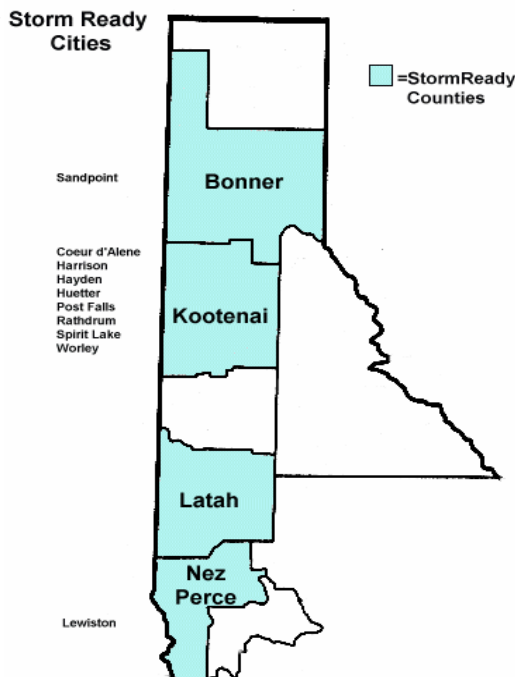 Storm Ready
Cities
=StormReady
Counties
Sandpoint
Bonner
Coeur d'Alene
Harrison
Hayden
Huetter
Post Falls
Rathdrum
Spirit Lake
Worley
Kootenai
Latah
Nez
Perce
Lewiston